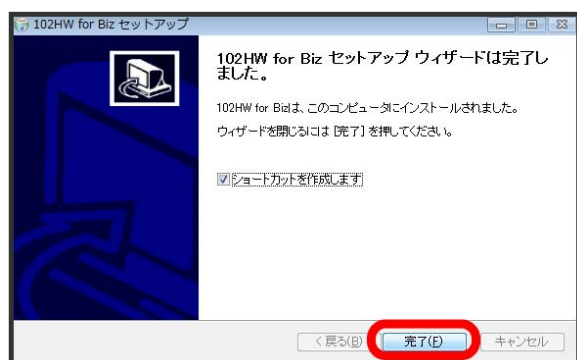 102HW for Biz セットアップ
102HW for Biz セットアップ ウィザードは完了し
ました。
102HW for Bizは、このコンピュータにインストールされました。
ウィザードを閉じるには [完了] を押してください。
ショートカットを作成します
< 戻る(B) 完了(F) キャンセル